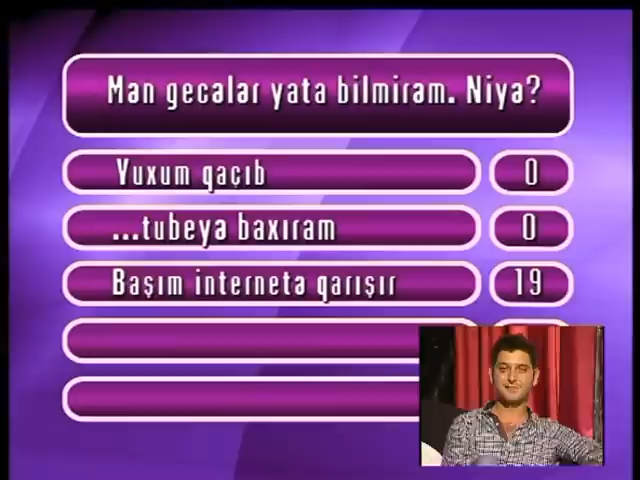 Mən gecələr yata bilmirəm. Niyə?
Yuxum qaçıb 0
...tubeya baxıram 0
Başım internetə qarışır 19